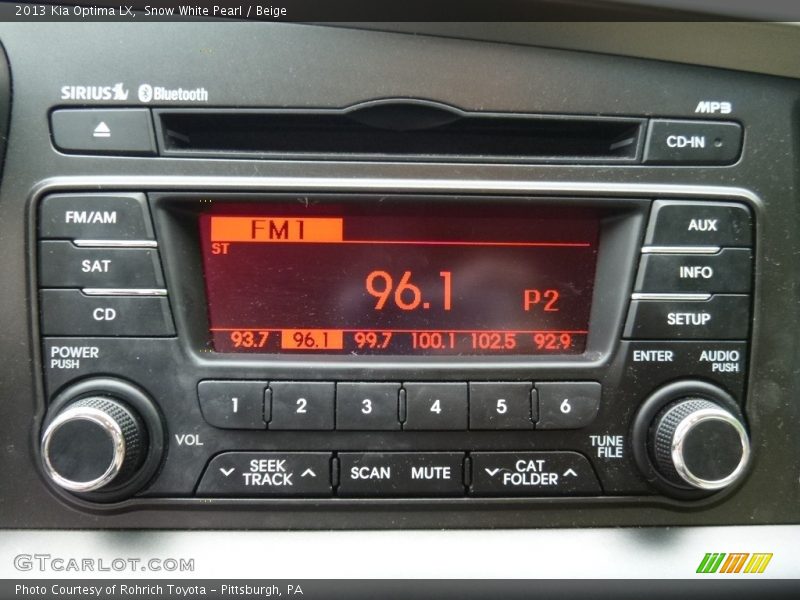 2013 Kia Optima LX, Snow White Pearl / Beige
SIRIUS Bluetooth
MP3
CD-IN
FM/AM
SAT
CD
FM1
ST
96.1
P2
93.7 96.1 99.7 100.1 102.5 92.9
AUX
INFO
SETUP
POWER
PUSH
ENTER
AUDIO
PUSH
1 2 3 4 5 6
VOL
TUNE
FILE
SEEK
TRACK
SCAN MUTE
CAT
FOLDER
GTCARLOT.COM
Photo Courtesy of Rohrich Toyota - Pittsburgh, PA